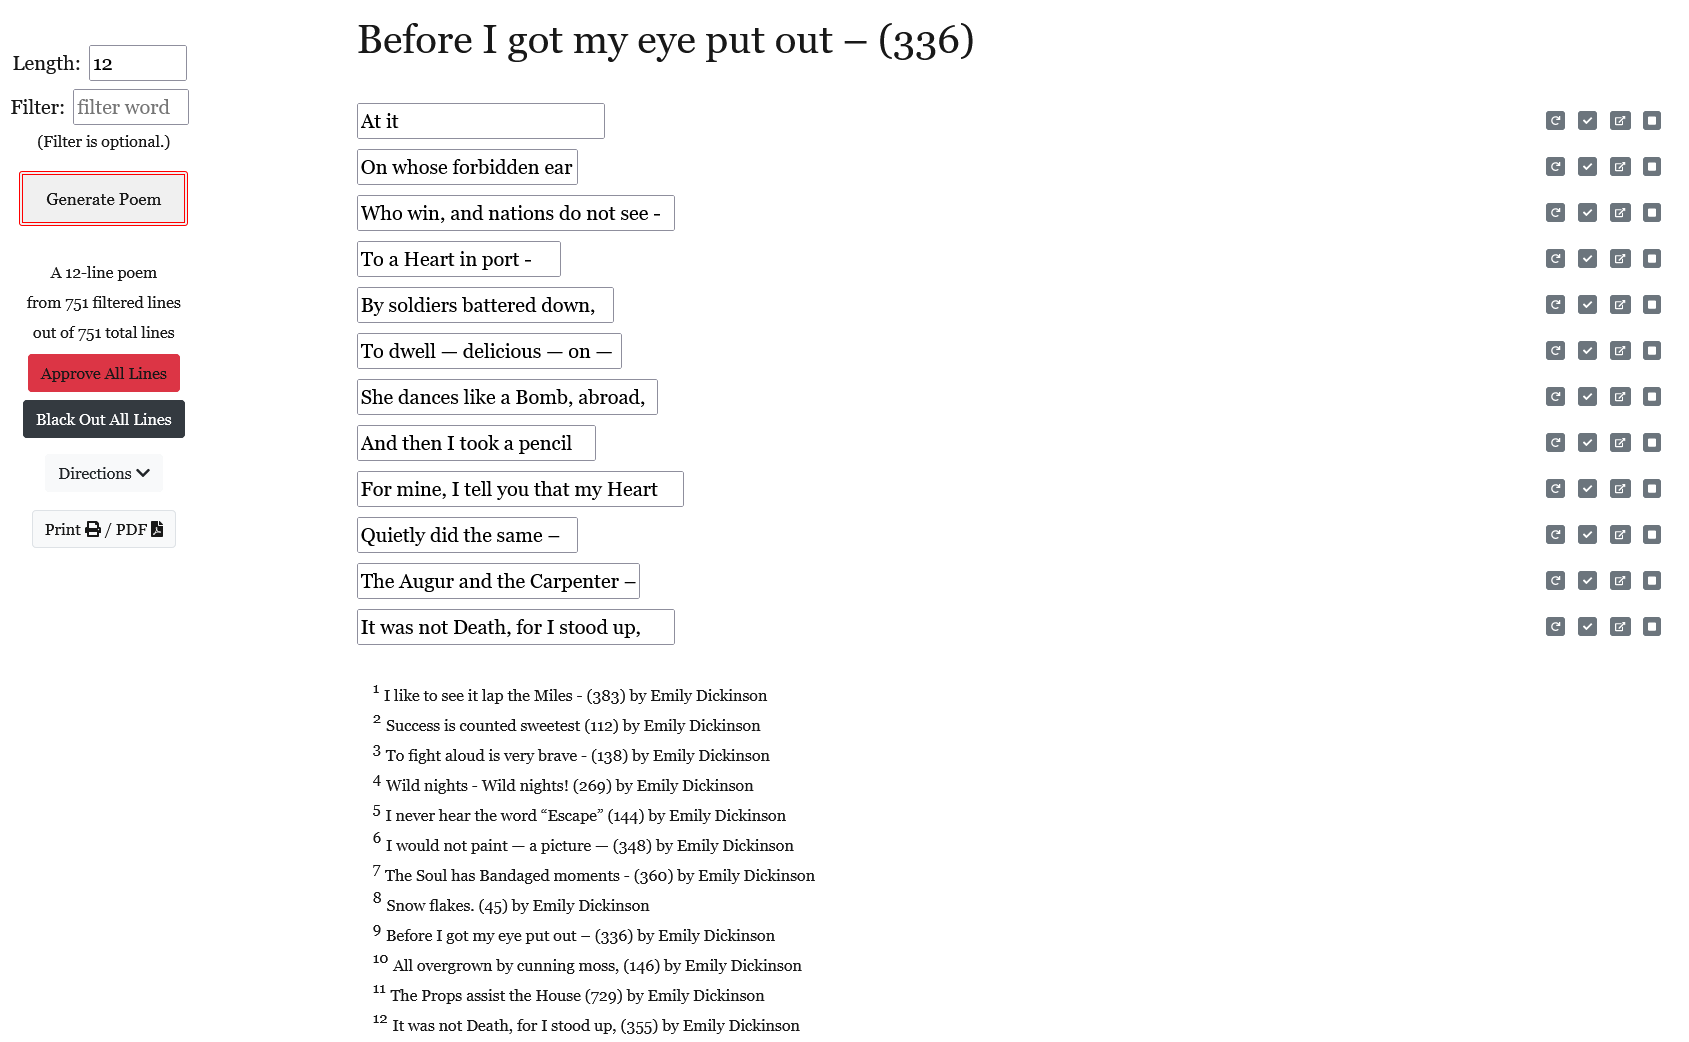 Before I got my eye put out – (336)
Length: 12
Filter: filter word
(Filter is optional.)
Generate Poem
A 12-line poem
from 751 filtered lines
out of 751 total lines
Approve All Lines
Black Out All Lines
Directions
Print / PDF
At it
On whose forbidden ear
Who win, and nations do not see -
To a Heart in port -
By soldiers battered down,
To dwell — delicious — on —
She dances like a Bomb, abroad,
And then I took a pencil
For mine, I tell you that my Heart
Quietly did the same –
The Augur and the Carpenter –
It was not Death, for I stood up,
1 I like to see it lap the Miles - (383) by Emily Dickinson
2 Success is counted sweetest (112) by Emily Dickinson
3 To fight aloud is very brave - (138) by Emily Dickinson
4 Wild nights - Wild nights! (269) by Emily Dickinson
5 I never hear the word “Escape” (144) by Emily Dickinson
6 I would not paint — a picture — (348) by Emily Dickinson
7 The Soul has Bandaged moments - (360) by Emily Dickinson
8 Snow flakes. (45) by Emily Dickinson
9 Before I got my eye put out – (336) by Emily Dickinson
10 All overgrown by cunning moss, (146) by Emily Dickinson
11 The Props assist the House (729) by Emily Dickinson
12 It was not Death, for I stood up, (355) by Emily Dickinson